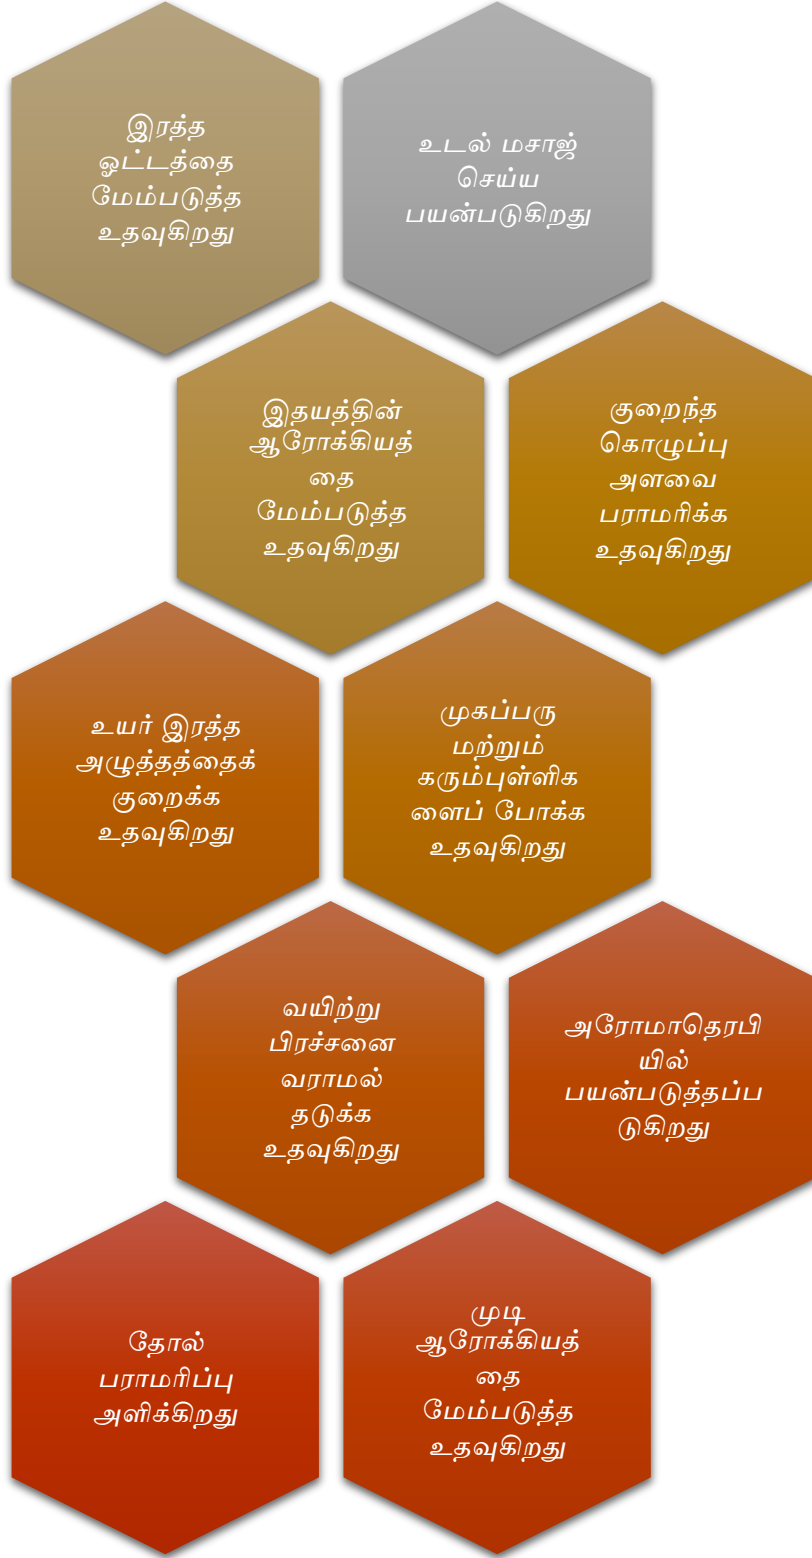 இரத்த
ஓட்டத்தை
மேம்படுத்த
உதவுகிறது
உடல் மசாஜ்
செய்ய
பயன்படுகிறது
இதயத்தின்
ஆரோக்கியத்
தை
மேம்படுத்த
உதவுகிறது
குறைந்த
கொழுப்பு
அளவை
பராமரிக்க
உதவுகிறது
உயர் இரத்த
அழுத்தத்தைக்
குறைக்க
உதவுகிறது
முகப்பரு
மற்றும்
கரும்புள்ளிக
ளைப் போக்க
உதவுகிறது
வயிற்று
பிரச்சனை
வராமல்
தடுக்க
உதவுகிறது
அரோமாதெரபி
யில்
பயன்படுத்தப்ப
டுகிறது
தோல்
பராமரிப்பு
அளிக்கிறது
முடி
ஆரோக்கியத்
தை
மேம்படுத்த
உதவுகிறது